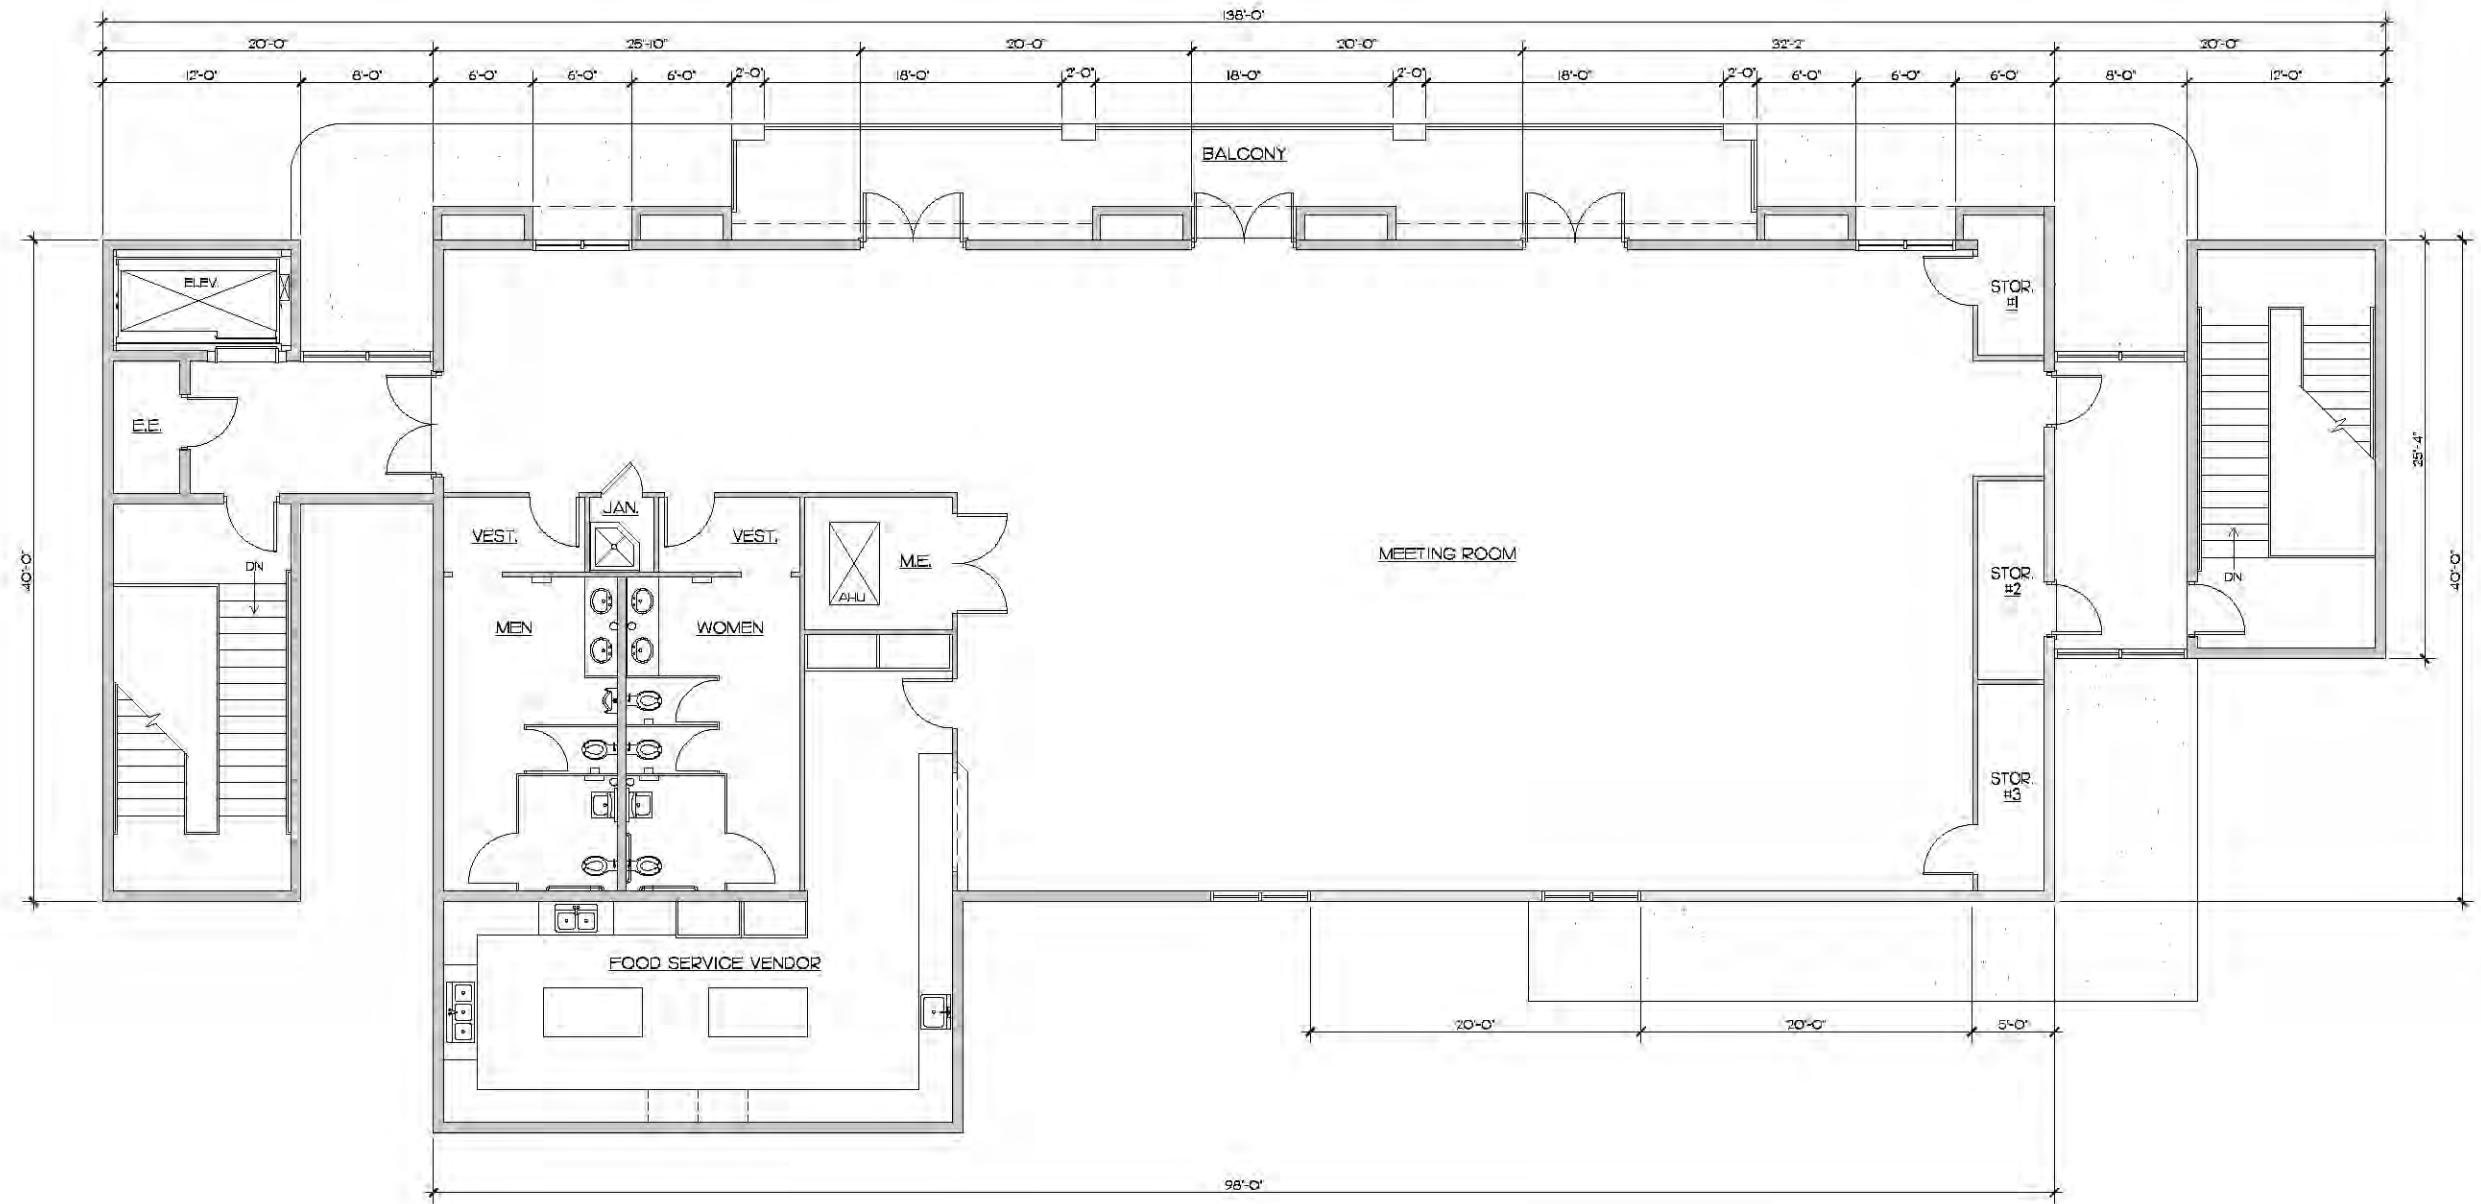 138'-0"
20'-0" 25'-10" 20'-0" 20'-0" 32'-2" 20'-0"
12'-0" 8'-0" 6'-0" 6'-0" 6'-0" 2'-0" 18'-0" 2'-0" 18'-0" 2'-0" 18'-0" 2'-0" 6'-0" 6'-0" 6'-0" 8'-0" 12'-0"
BALCONY
ELEV.
STOR.
#1
E.E.
25'-4"
JAN.
VEST.
VEST.
M.E.
MEETING ROOM
40'-0"
DN
AHU
STOR.
#2
DN
40'-0"
MEN
WOMEN
STOR.
#3
FOOD SERVICE VENDOR
20'-0" 20'-0" 5'-0"
98'-0"